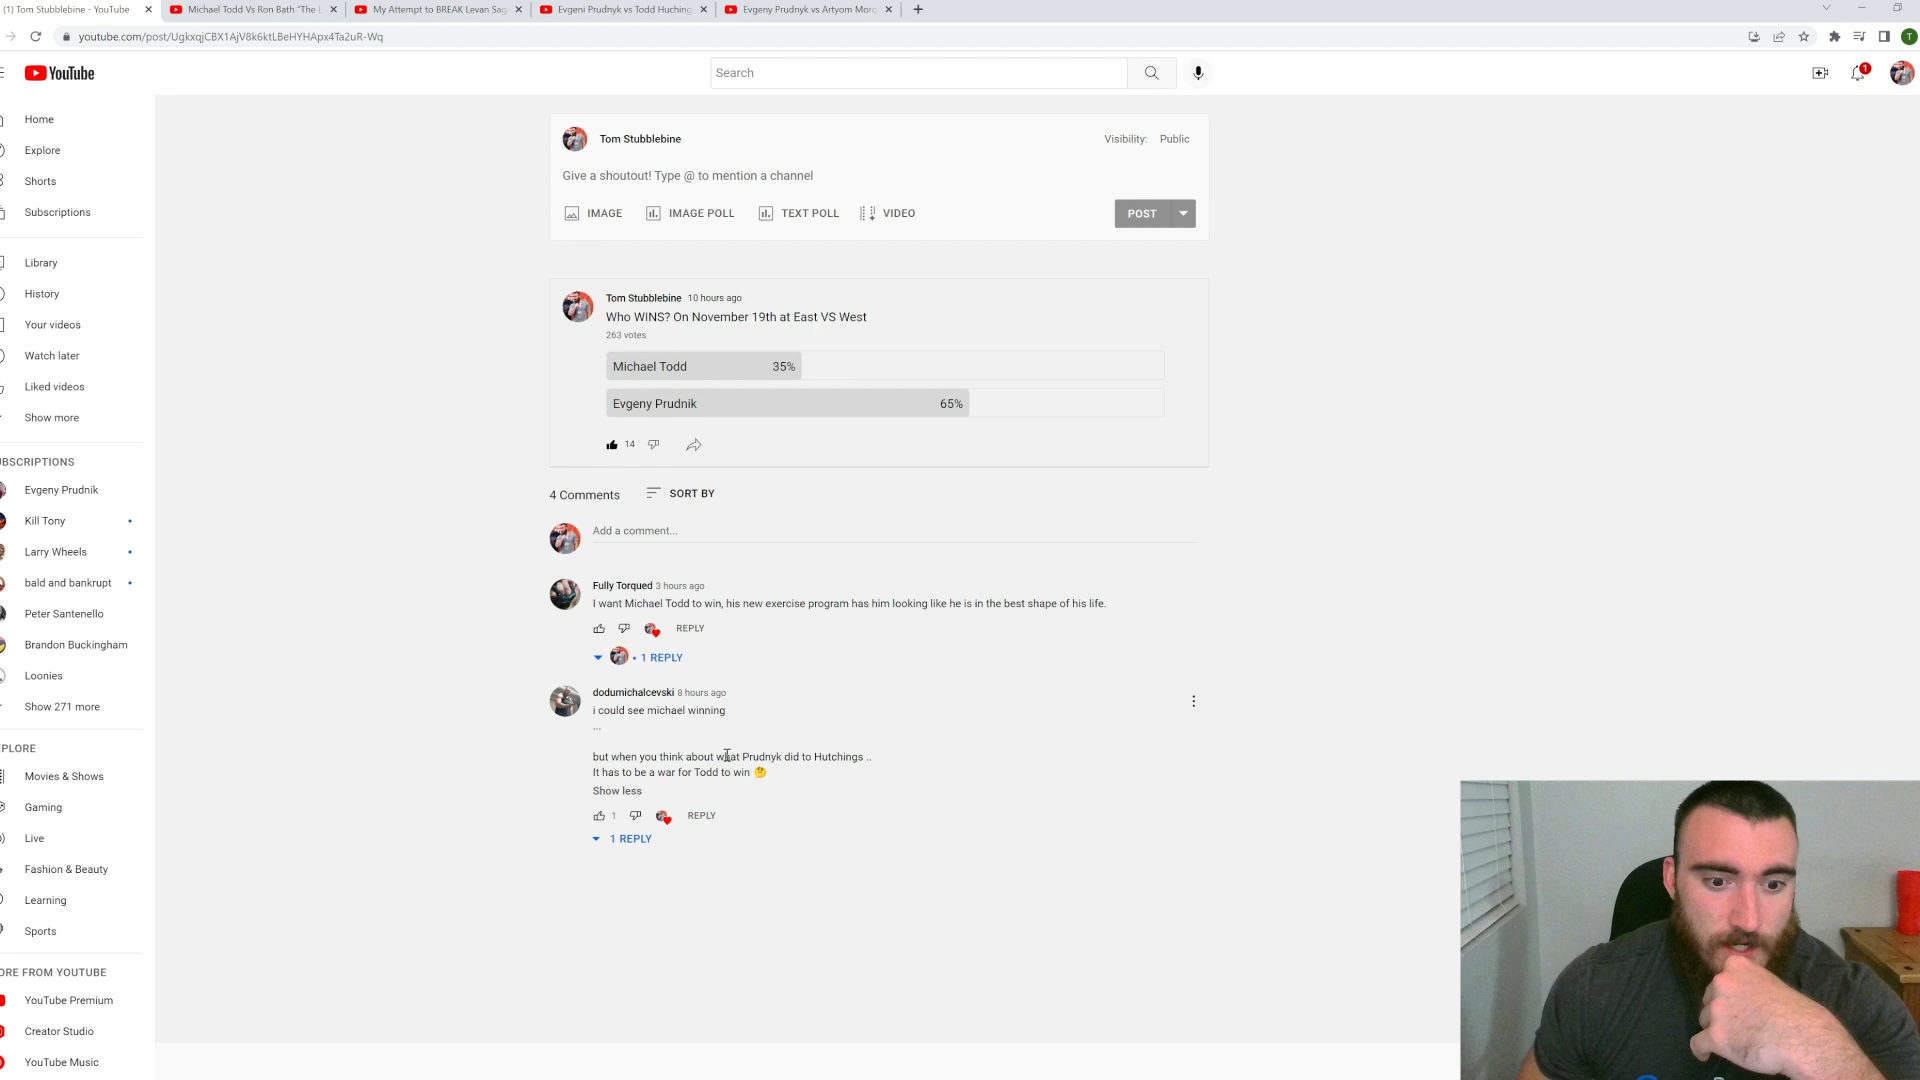 (1) Tom Stubblebine - YouTube
Michael Todd Vs Ron Bath "The L
My Attempt to BREAK Levan Sag
Evgeni Prudnyk vs Todd Huching
Evgeny Prudnyk vs Artyom Moro
youtube.com/post/UgkxqjCBX1AjV8k6ktLBeHYHApx4Ta2uR-Wq
T
YouTube
Search
1
Home
Explore
Shorts
Subscriptions
Library
History
Your videos
Watch later
Liked videos
Show more
UBSCRIPTIONS
Evgeny Prudnik
Kill Tony
Larry Wheels
bald and bankrupt
Peter Santenello
Brandon Buckingham
Loonies
Show 271 more
XPLORE
Movies & Shows
Gaming
Live
Fashion & Beauty
Learning
Sports
ORE FROM YOUTUBE
YouTube Premium
Creator Studio
YouTube Music
Tom Stubblebine
Visibility: Public
Give a shoutout! Type @ to mention a channel
IMAGE IMAGE POLL TEXT POLL VIDEO POST
Tom Stubblebine 10 hours ago
Who WINS? On November 19th at East VS West
263 votes
Michael Todd 35%
Evgeny Prudnik 65%
14
4 Comments SORT BY
Add a comment...
Fully Torqued 3 hours ago
I want Michael Todd to win, his new exercise program has him looking like he is in the best shape of his life.
REPLY
• 1 REPLY
dodumichalcevski 8 hours ago
i could see michael winning
...
but when you think about what Prudnyk did to Hutchings ..
It has to be a war for Todd to win 🤔
Show less
1 REPLY
1 REPLY